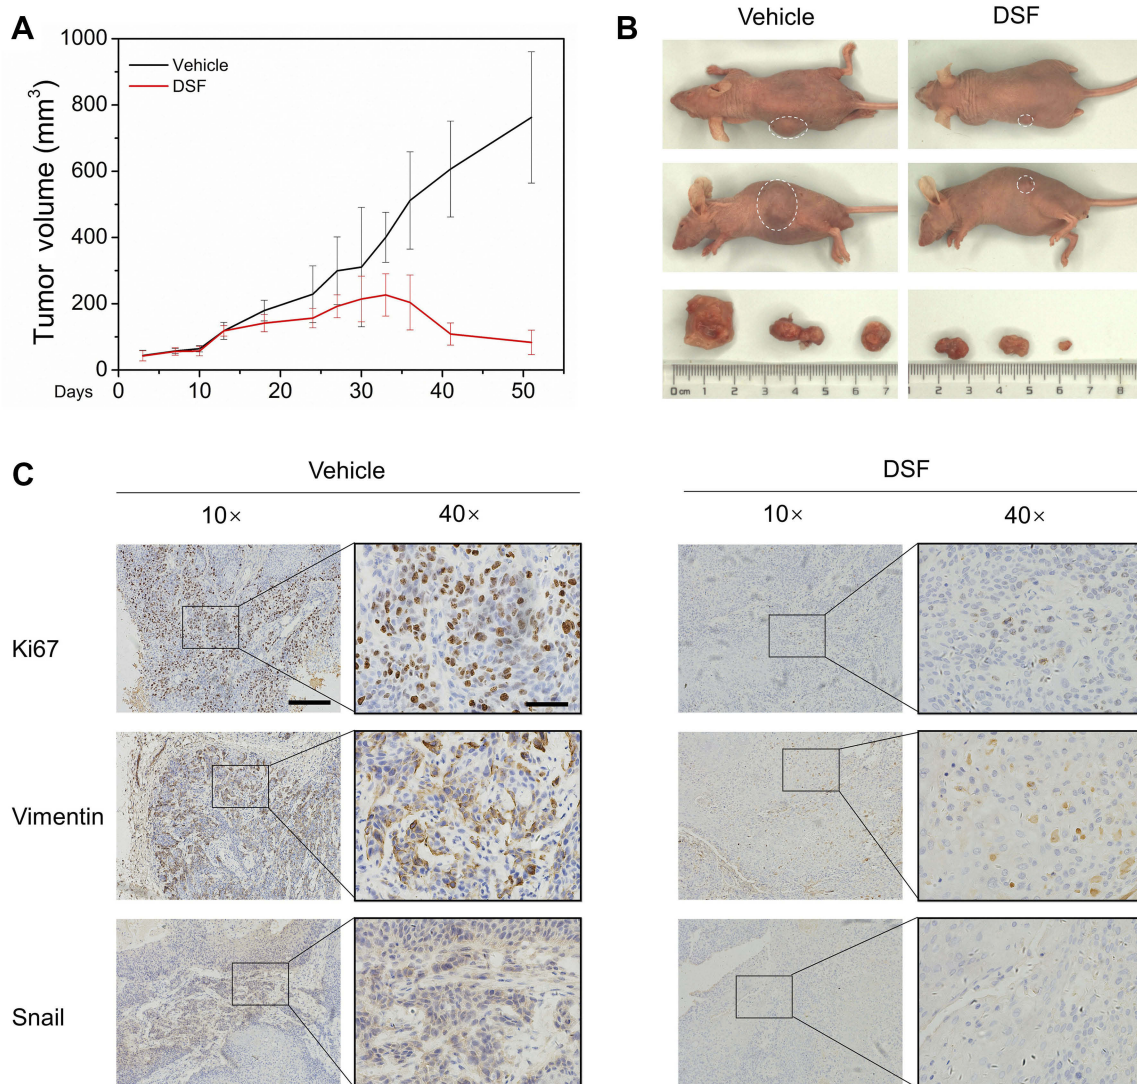 A
Tumor volume (mm³)
1000
800
600
400
200
0
Vehicle
DSF
Days
0 10 20 30 40 50
B
Vehicle DSF
0 cm 1 2 3 4 5 6 7
1 2 3 4 5 6 7 8
C
Vehicle DSF
10× 40× 10× 40×
Ki67
Vimentin
Snail